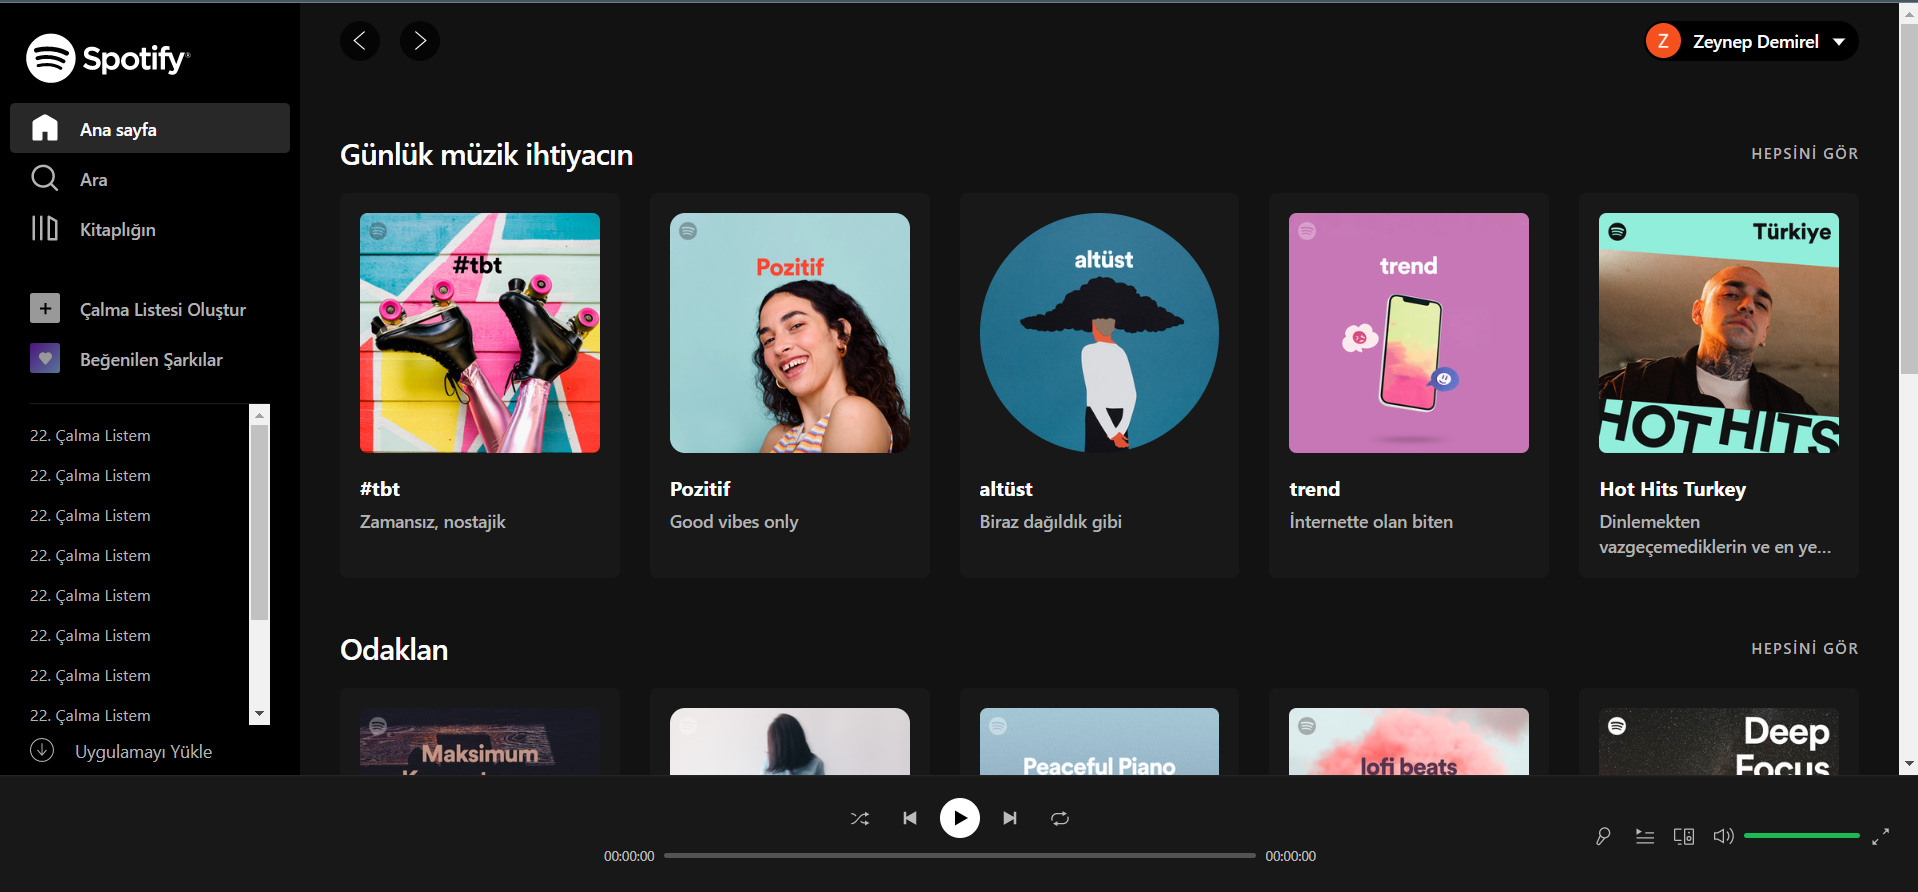 Spotify
Ana sayfa
Ara
Kitaplığın
Çalma Listesi Oluştur
Beğenilen Şarkılar
22. Çalma Listem
22. Çalma Listem
22. Çalma Listem
22. Çalma Listem
22. Çalma Listem
22. Çalma Listem
22. Çalma Listem
22. Çalma Listem
Uygulamayı Yükle
Z Zeynep Demirel
Günlük müzik ihtiyacın
HEPSİNİ GÖR
#tbt
#tbt
Zamansız, nostajik
Pozitif
Pozitif
Good vibes only
altüst
altüst
Biraz dağıldık gibi
trend
trend
İnternette olan biten
Türkiye
HOT HITS
Hot Hits Turkey
Dinlemekten
vazgeçemediklerin ve en ye...
Odaklan
HEPSİNİ GÖR
Maksimum
Peaceful Piano
lofi beats
Deep
Focus
00:00:00
00:00:00